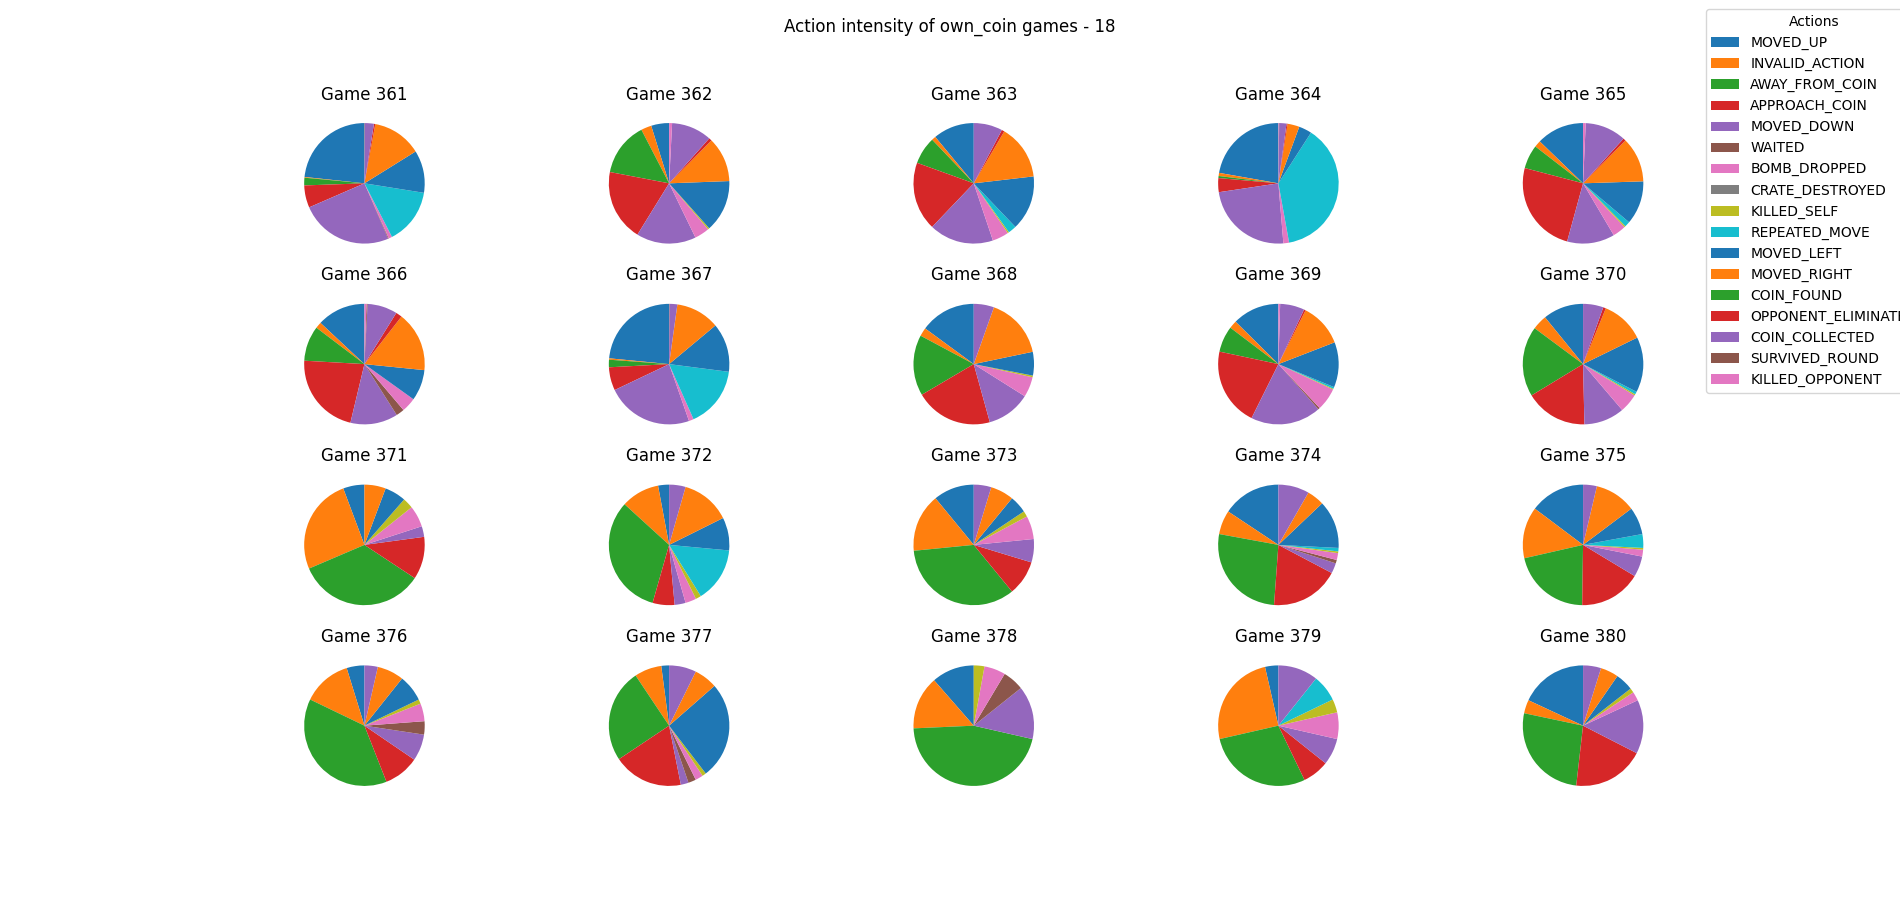 Action intensity of own_coin games - 18
Actions
MOVED_UP
INVALID_ACTION
AWAY_FROM_COIN
APPROACH_COIN
MOVED_DOWN
WAITED
BOMB_DROPPED
CRATE_DESTROYED
KILLED_SELF
REPEATED_MOVE
MOVED_LEFT
MOVED_RIGHT
COIN_FOUND
OPPONENT_ELIMINATE
COIN_COLLECTED
SURVIVED_ROUND
KILLED_OPPONENT
Game 361
Game 362
Game 363
Game 364
Game 365
Game 366
Game 367
Game 368
Game 369
Game 370
Game 371
Game 372
Game 373
Game 374
Game 375
Game 376
Game 377
Game 378
Game 379
Game 380